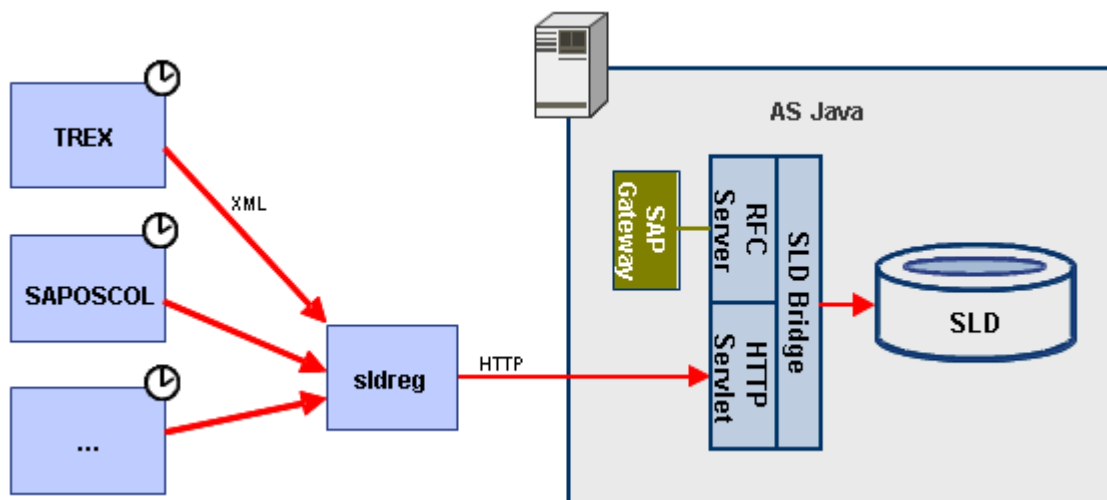 AS Java
TREX
XML
SAPOSCOL
...
sldreg
HTTP
SAP
Gateway
RFC
Server
HTTP
Servlet
SLD Bridge
SLD